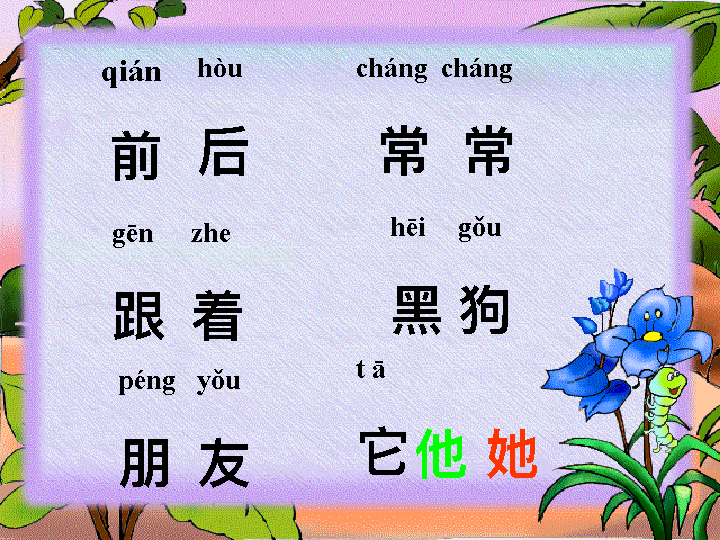 qián hòu cháng cháng
前 后 常 常
gēn zhe hēi gǒu
跟 着 黑 狗
péng yǒu t ā
朋 友 它 他 她